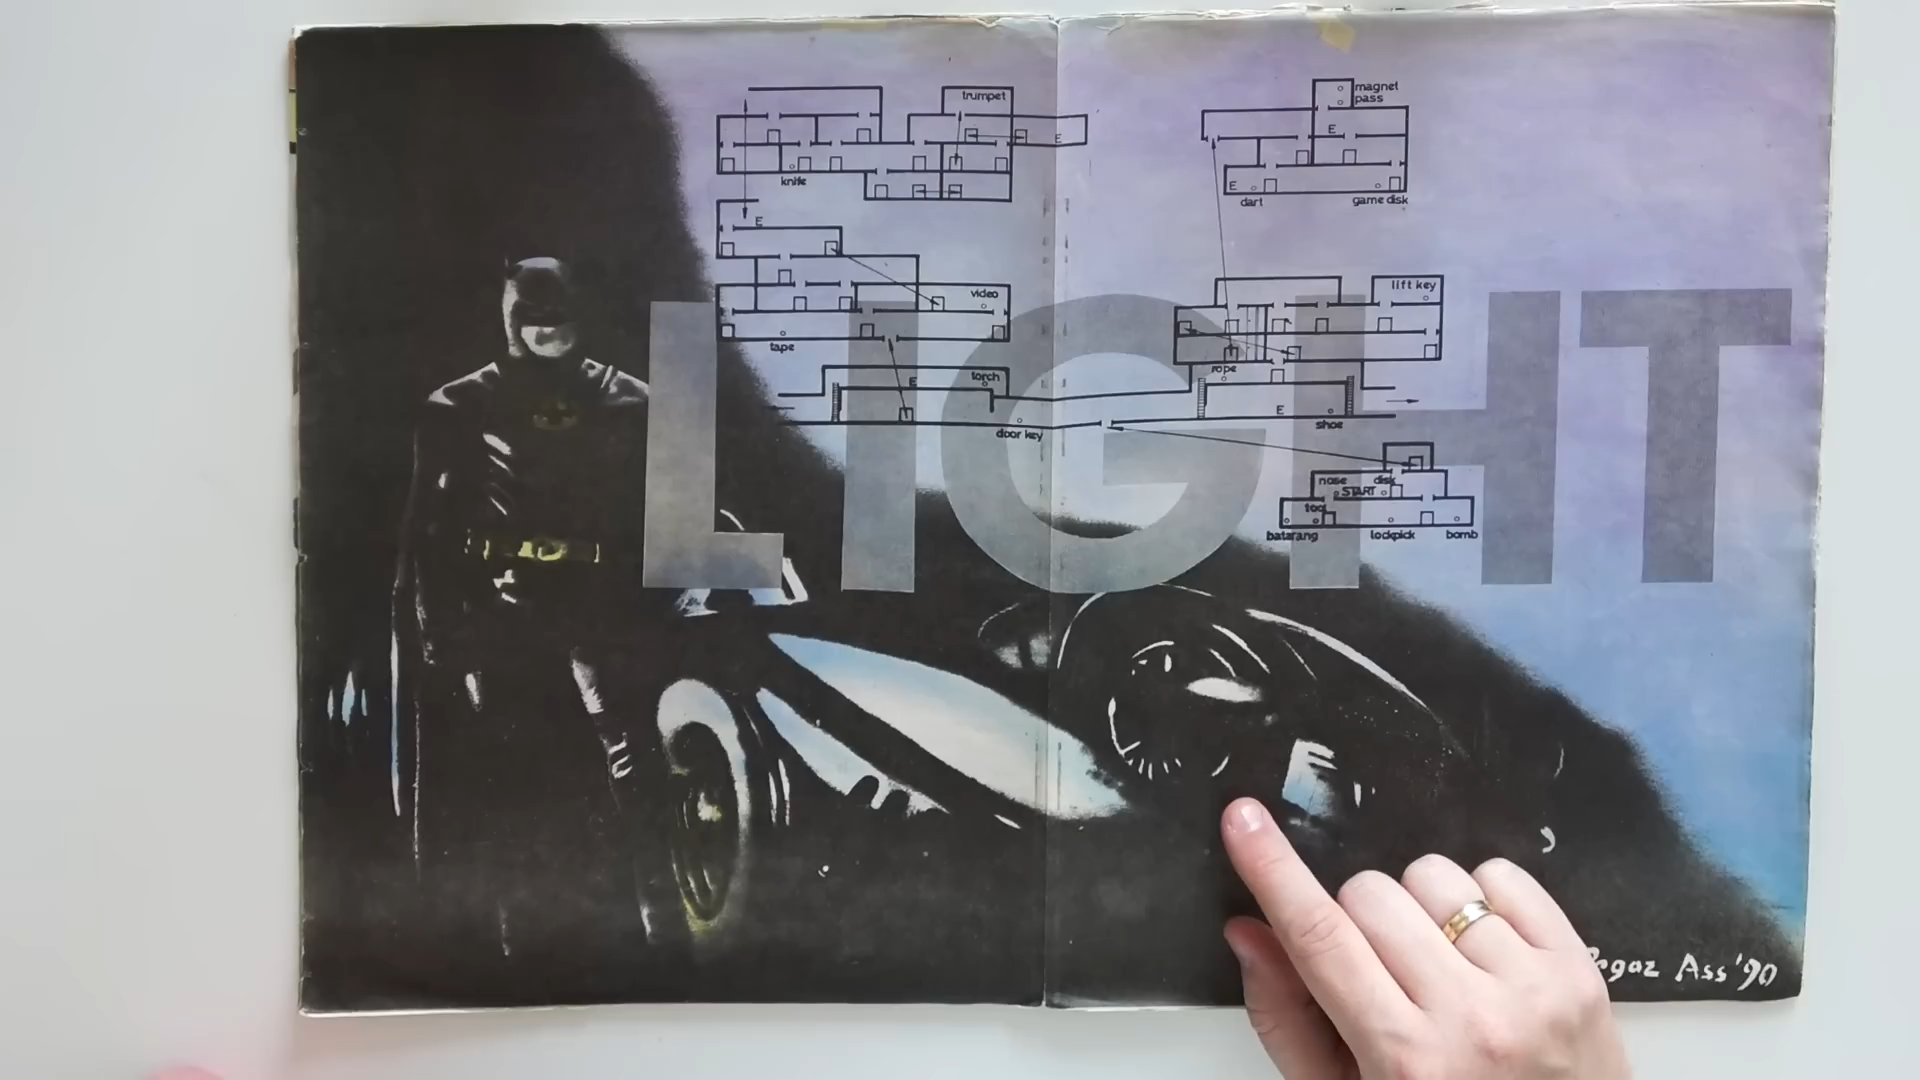 trumpet
E
knife
E
video
tape
torch
E
door key
magnet
pass
E
E
dart
game disk
lift key
rope
E
shoe
nose
disk
START
tool
batarang
lockpick
bomb
LIGHT
Ass '90